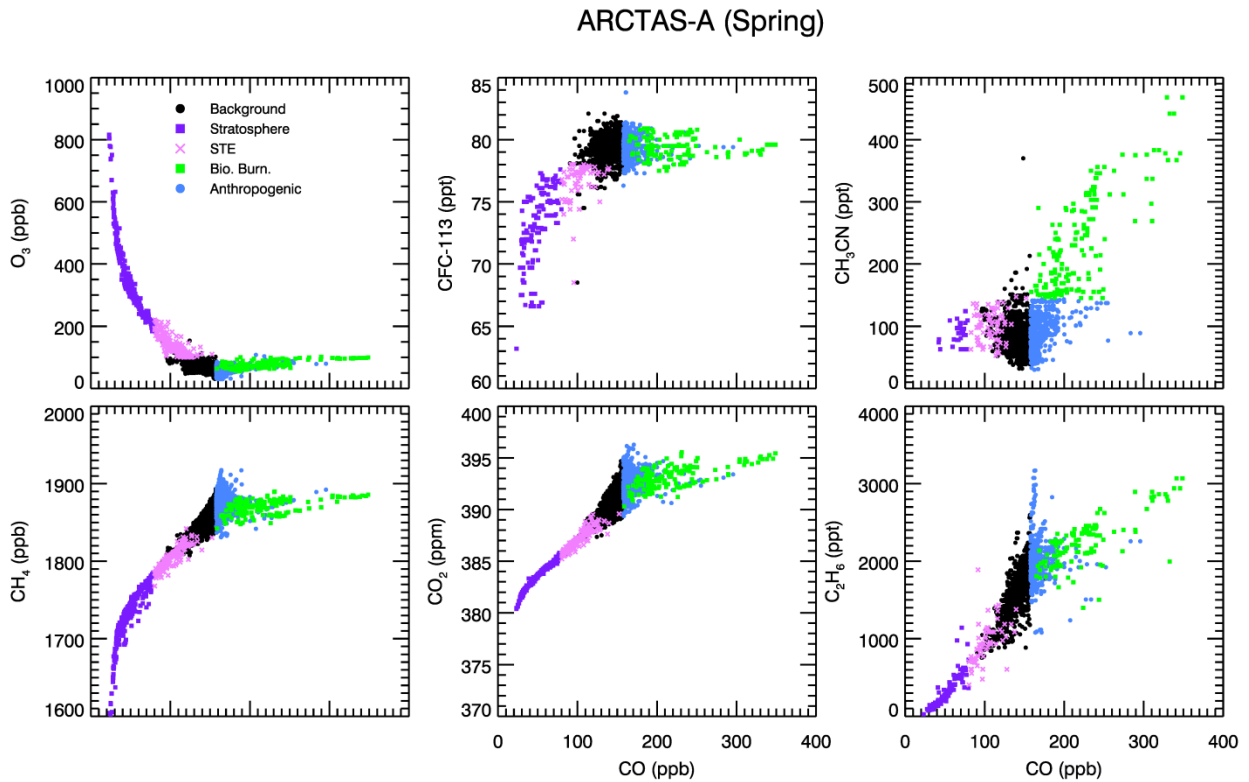 ARCTAS-A (Spring)
1000
800
600
400
200
0
O₃ (ppb)
Background
Stratosphere
STE
Bio. Burn.
Anthropogenic
85
80
75
70
65
60
CFC-113 (ppt)
500
400
300
200
100
0
CH₃CN (ppt)
2000
1900
1800
1700
1600
CH₄ (ppb)
400
395
390
385
380
375
370
CO₂ (ppm)
0 100 200 300 400
CO (ppb)
4000
3000
2000
1000
0
C₂H₆ (ppt)
0 100 200 300 400
CO (ppb)